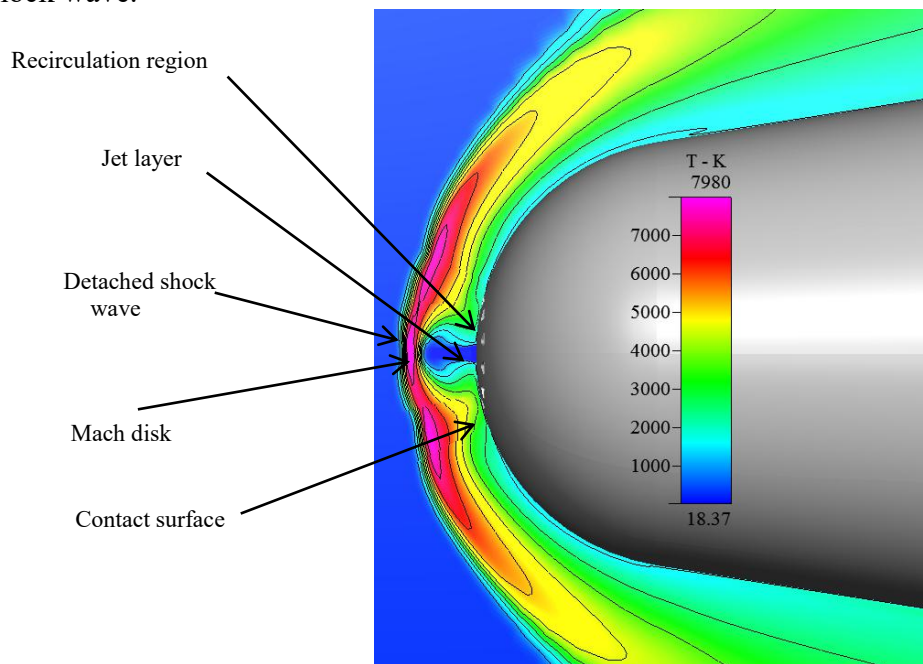 Recirculation region
Jet layer
Detached shock
wave
Mach disk
Contact surface
T - K
7980
7000
6000
5000
4000
3000
2000
1000
18.37